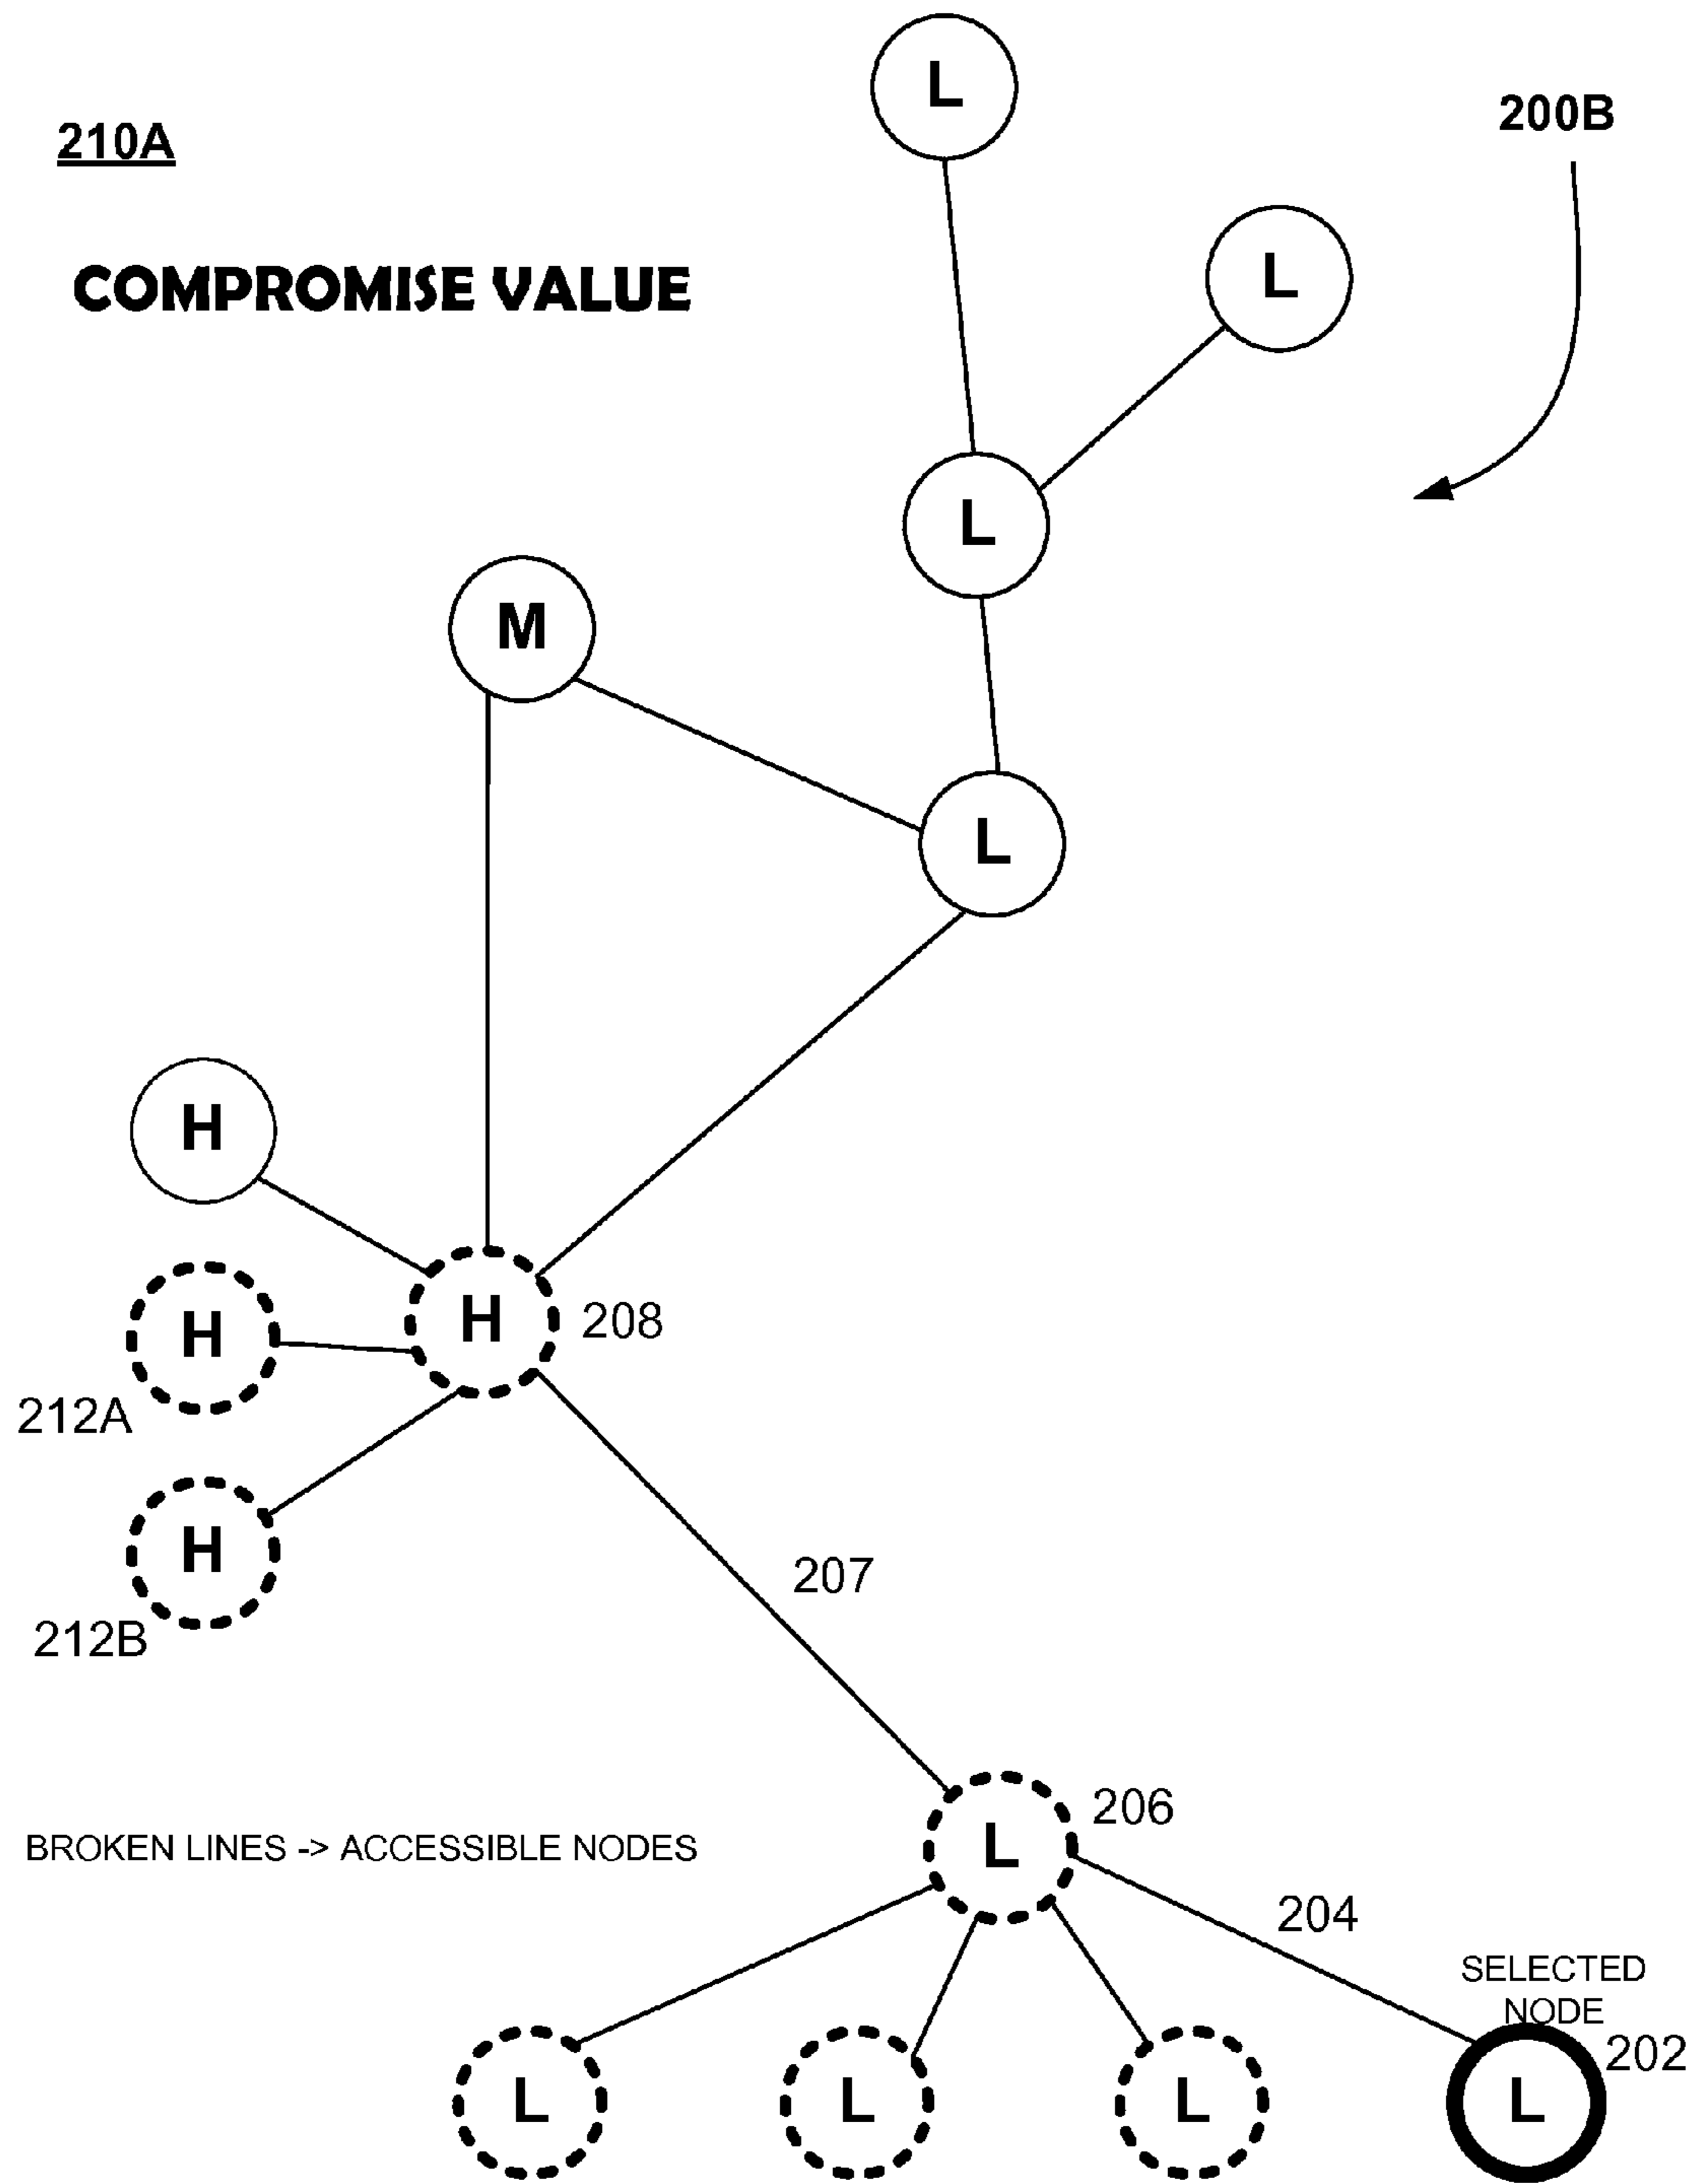 L
210A
200B
L
COMPROMISE VALUE
L
M
L
H
H
208
H
212A
H
207
212B
206
L
BROKEN LINES -> ACCESSIBLE NODES
204
SELECTED
NODE
202
L
L
L
L